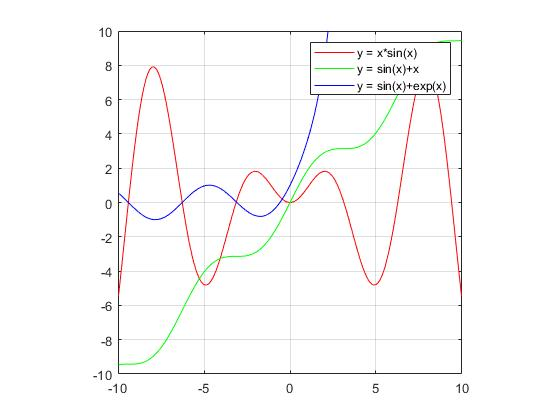 10
8
6
4
2
0
-2
-4
-6
-8
-10
-10 -5 0 5 10
y = x*sin(x)
y = sin(x)+x
y = sin(x)+exp(x)